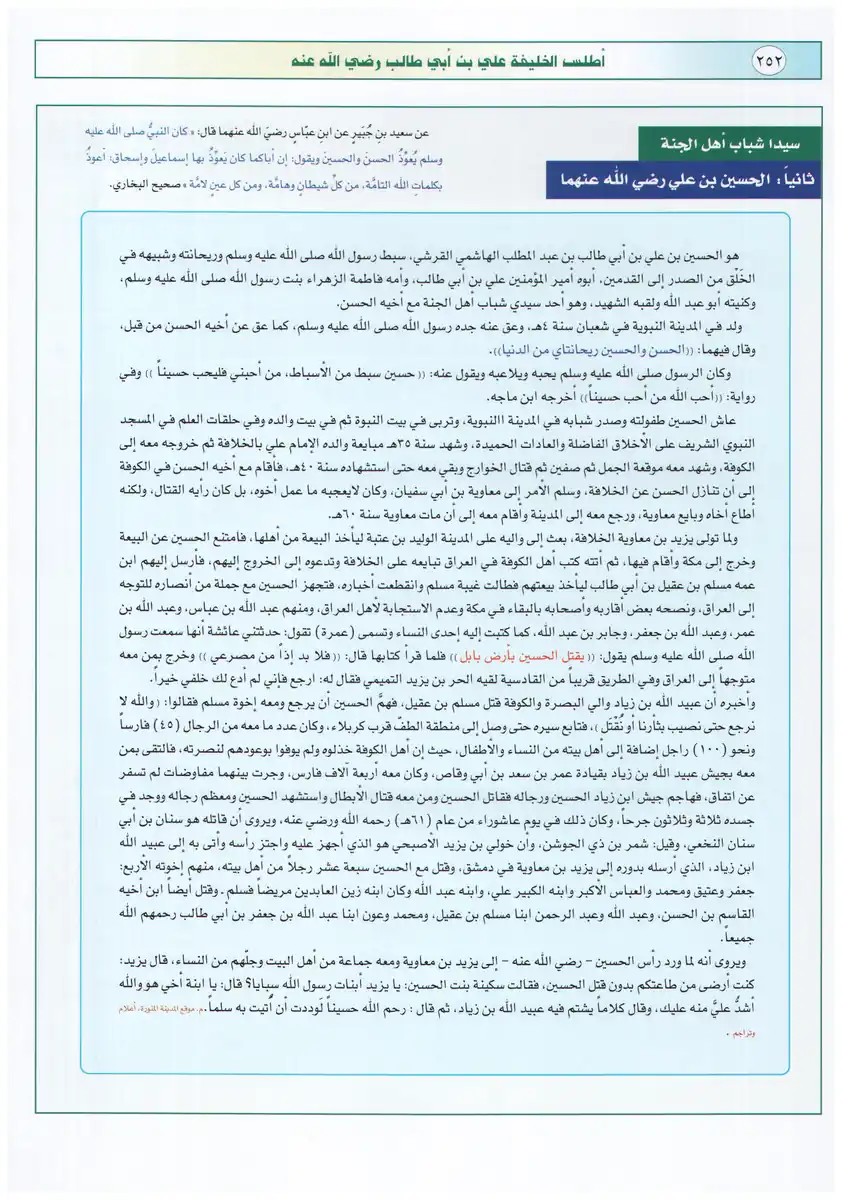 ٢٥٢
أطلس الخليفة علي بن أبي طالب رضي الله عنه
سيدا شباب أهل الجنة
ثانياً : الحسين بن علي رضي الله عنهما
عن سعيد بنِ جُبَيرٍ عن ابنِ عبّاسٍ رضيَ الله عنهما قال: « كان النبيُّ صلى الله عليه
وسلم يُعوِّذُ الحسنَ والحسينَ ويقول: إن أباكما كان يَعوِّذُ بها إسماعيلَ وإسحاق: أعوذُ
بكلماتِ الله التامَّة، من كلِّ شيطانٍ وهامَّة، ومن كل عينٍ لامَّة » صحيح البخاري.
هو الحسين بن علي بن أبي طالب بن عبد المطلب الهاشمي القرشي، سبط رسول الله صلى الله عليه وسلم وريحانته وشبيهه في
الخَلْق من الصدر إلى القدمين، أبوه أمير المؤمنين علي بن أبي طالب، وأمه فاطمة الزهراء بنت رسول الله صلى الله عليه وسلم،
وكنيته أبو عبد الله ولقبه الشهيد، وهو أحد سيدي شباب أهل الجنة مع أخيه الحسن.
ولد في المدينة النبوية في شعبان سنة ٤هـ، وعق عنه جده رسول الله صلى الله عليه وسلم، كما عق عن أخيه الحسن من قبل،
وقال فيهما: ((الحسن والحسين ريحانتاي من الدنيا)).
وكان الرسول صلى الله عليه وسلم يحبه ويلاعبه ويقول عنه: (( حسين سبط من الأسباط، من أحبني فليحب حسيناً )) وفي
رواية: ((أحب الله من أحب حسيناً)) أخرجه ابن ماجه.
عاش الحسين طفولته وصدر شبابه في المدينة االنبوية، وتربى في بيت النبوة ثم في بيت والده وفي حلقات العلم في المسجد
النبوي الشريف على الأخلاق الفاضلة والعادات الحميدة، وشهد سنة ٣٥هـ مبايعة والده الإمام علي بالخلافة ثم خروجه معه إلى
الكوفة، وشهد معه موقعة الجمل ثم صفين ثم قتال الخوارج وبقي معه حتى استشهاده سنة ٤٠هـ، فأقام مع أخيه الحسن في الكوفة
إلى أن تنازل الحسن عن الخلافة، وسلم الأمر إلى معاوية بن أبي سفيان، وكان لايعجبه ما عمل أخوه، بل كان رأيه القتال، ولكنه
أطاع أخاه وبايع معاوية، ورجع معه إلى المدينة وأقام معه إلى أن مات معاوية سنة ٦٠هـ.
ولما تولى يزيد بن معاوية الخلافة، بعث إلى واليه على المدينة الوليد بن عتبة ليأخذ البيعة من أهلها، فامتنع الحسين عن البيعة
وخرج إلى مكة وأقام فيها، ثم أتته كتب أهل الكوفة في العراق تبايعه على الخلافة وتدعوه إلى الخروج إليهم، فأرسل إليهم ابن
عمه مسلم بن عقيل بن أبي طالب ليأخذ بيعتهم فطالت غيبة مسلم وانقطعت أخباره، فتجهز الحسين مع جملة من أنصاره للتوجه
إلى العراق، ونصحه بعض أقاربه وأصحابه بالبقاء في مكة وعدم الاستجابة لأهل العراق، ومنهم عبد الله بن عباس، وعبد الله بن
عمر، وعبد الله بن جعفر، وجابر بن عبد الله، كما كتبت إليه إحدى النساء وتسمى (عمرة) تقول: حدثتني عائشة أنها سمعت رسول
الله صلى الله عليه وسلم يقول: (( يقتل الحسين بأرض بابل )) فلما قرأ كتابها قال: (( فلا بد إذاً من مصرعي )) وخرج بمن معه
متوجهاً إلى العراق وفي الطريق قريباً من القادسية لقيه الحر بن يزيد التميمي فقال له: ارجع فإني لم أدع لك خلفي خيراً.
وأخبره أن عبيد الله بن زياد والي البصرة والكوفة قتل مسلم بن عقيل، فهمَّ الحسين أن يرجع ومعه إخوة مسلم فقالوا: ( والله لا
نرجع حتى نصيب بثأرنا أو نُقْتَل )، فتابع سيره حتى وصل إلى منطقة الطفّ قرب كربلاء، وكان عدد ما معه من الرجال (٤٥) فارساً
ونحو (١٠٠) راجل إضافة إلى أهل بيته من النساء والأطفال، حيث إن أهل الكوفة خذلوه ولم يوفوا بوعودهم لنصرته، فالتقى بمن
معه بجيش عبيد الله بن زياد بقيادة عمر بن سعد بن أبي وقاص، وكان معه أربعة آلاف فارس، وجرت بينهما مفاوضات لم تسفر
عن اتفاق، فهاجم جيش ابن زياد الحسين ورجاله فقاتل الحسين ومن معه قتال الأبطال واستشهد الحسين ومعظم رجاله ووجد في
جسده ثلاثة وثلاثون جرحاً، وكان ذلك في يوم عاشوراء من عام (٦١هـ) رحمه الله ورضي عنه، ويروى أن قاتله هو سنان بن أبي
سنان النخعي، وقيل: شمر بن ذي الجوشن، وأن خولي بن يزيد الأصبحي هو الذي أجهز عليه واجتز رأسه وأتى به إلى عبيد الله
ابن زياد، الذي أرسله بدوره إلى يزيد بن معاوية في دمشق، وقتل مع الحسين سبعة عشر رجلاً من أهل بيته، منهم إخوته الأربع:
جعفر وعتيق ومحمد والعباس الأكبر وابنه الكبير علي، وابنه عبد الله وكان ابنه زين العابدين مريضاً فسلم ـ وقتل أيضاً ابن أخيه
القاسم بن الحسن، وعبد الله وعبد الرحمن ابنا مسلم بن عقيل، ومحمد وعون ابنا عبد الله بن جعفر بن أبي طالب رحمهم الله
جميعاً.
ويروى أنه لما ورد رأس الحسين – رضي الله عنه – إلى يزيد بن معاوية ومعه جماعة من أهل البيت وجلّهم من النساء، قال يزيد:
كنت أرضى من طاعتكم بدون قتل الحسين، فقالت سكينة بنت الحسين: يا يزيد أبنات رسول الله سبايا؟ قال: يا ابنة أخي هو والله
أشدُّ عليَّ منه عليك، وقال كلاماً يشتم فيه عبيد الله بن زياد، ثم قال : رحم الله حسيناً لَوددت أن أُتيت به سلماً. م. موقع المدينة المنورة، أعلام
وتراجم .